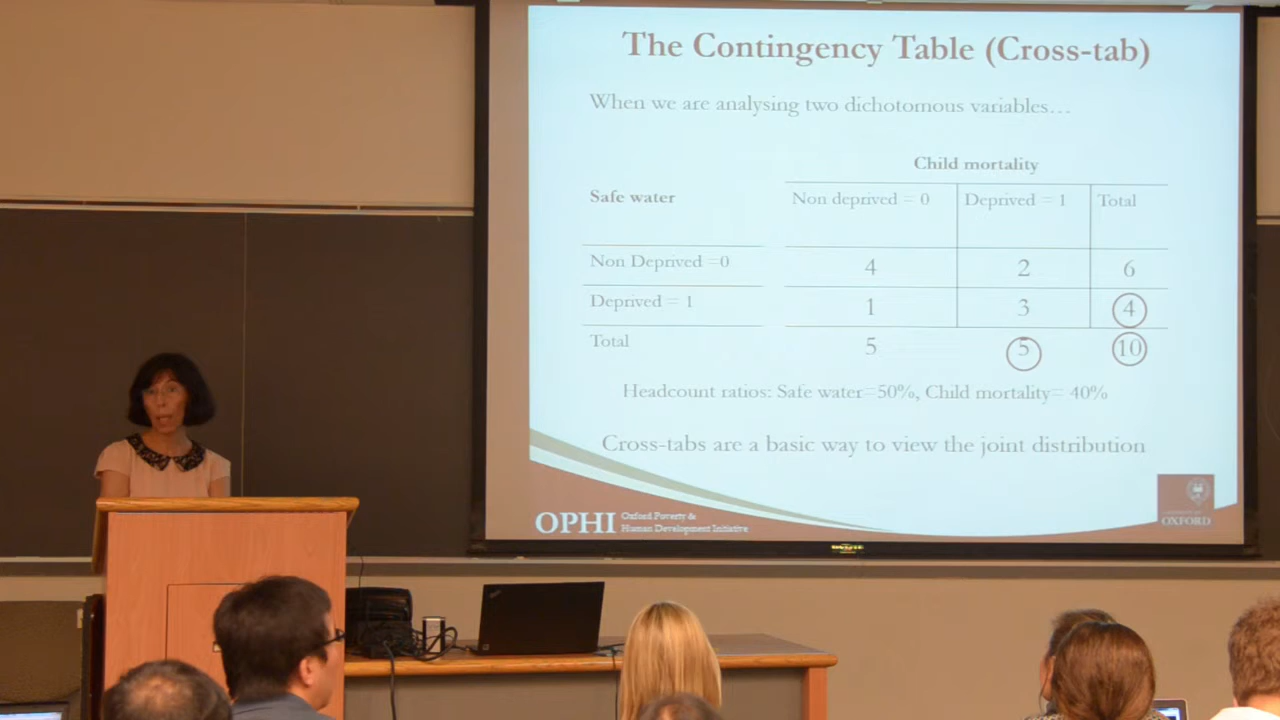 The Contingency Table (Cross-tab)
When we are analysing two dichotomous variables…
Child mortality
Safe water
Non deprived = 0
Deprived = 1
Total
Non Deprived =0 4 2 6
Deprived = 1 1 3 4
Total 5 5 10
Headcount ratios: Safe water=50%, Child mortality= 40%
Cross-tabs are a basic way to view the joint distribution
OPHI
Oxford Poverty &
Human Development Initiative
UNIVERSITY OF
OXFORD